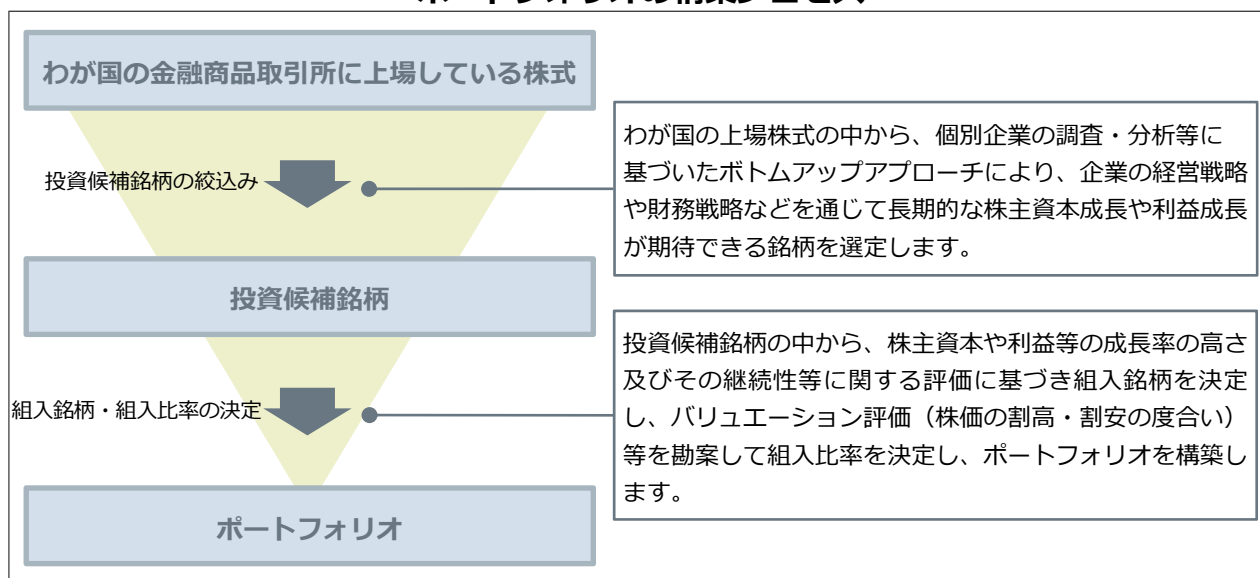 わが国の金融商品取引所に上場している株式
投資候補銘柄の絞込み
わが国の上場株式の中から、個別企業の調査・分析等に
基づいたボトムアップアプローチにより、企業の経営戦略
や財務戦略などを通じて長期的な株主資本成長や利益成長
が期待できる銘柄を選定します。
投資候補銘柄
組入銘柄・組入比率の決定
投資候補銘柄の中から、株主資本や利益等の成長率の高さ
及びその継続性等に関する評価に基づき組入銘柄を決定
し、バリュエーション評価（株価の割高・割安の度合い）
等を勘案して組入比率を決定し、ポートフォリオを構築し
ます。
ポートフォリオ